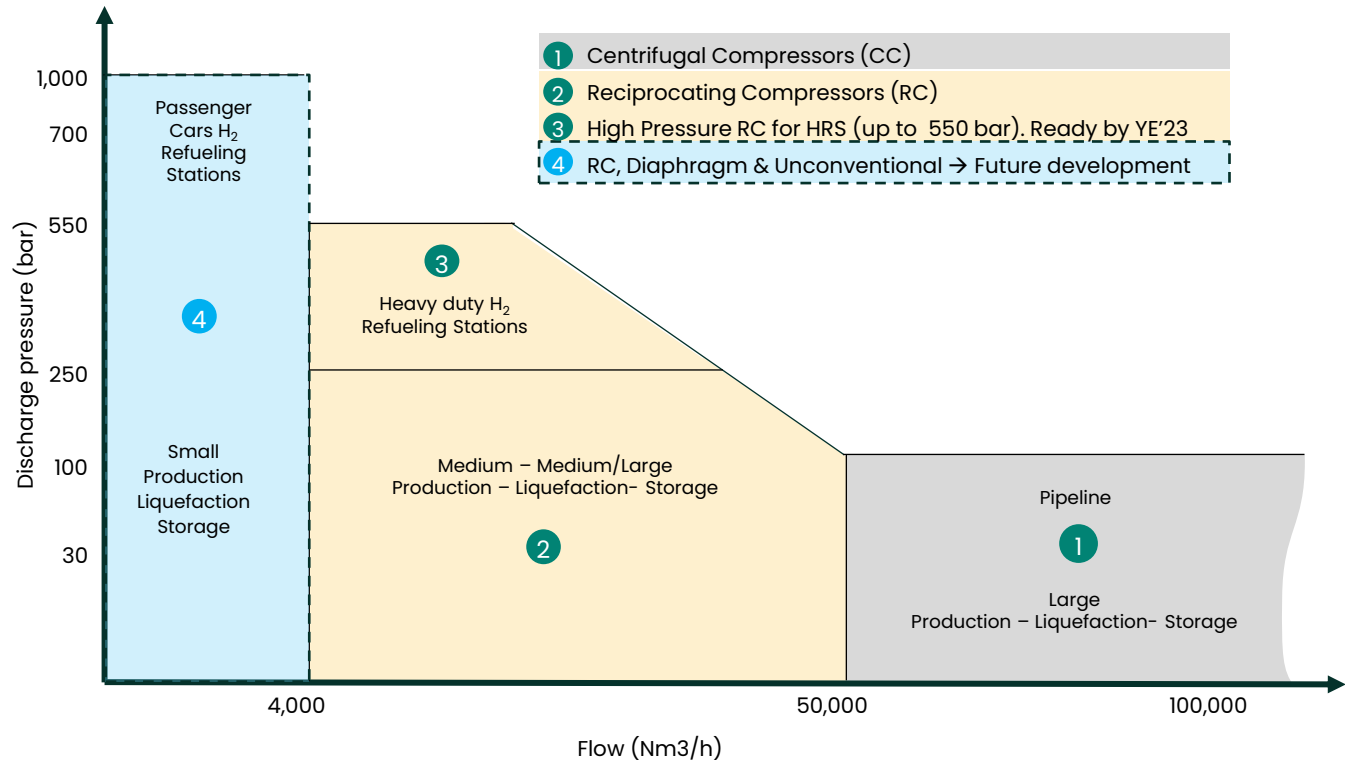 1 Centrifugal Compressors (CC)
2 Reciprocating Compressors (RC)
3 High Pressure RC for HRS (up to 550 bar). Ready by YE'23
4 RC, Diaphragm & Unconventional → Future development
Discharge pressure (bar)
1,000
700
550
250
100
30
Passenger
Cars H₂
Refueling
Stations
4
Small
Production
Liquefaction
Storage
3
Heavy duty H₂
Refueling Stations
Medium – Medium/Large
Production – Liquefaction- Storage
2
Pipeline
1
Large
Production – Liquefaction- Storage
4,000
50,000
100,000
Flow (Nm3/h)